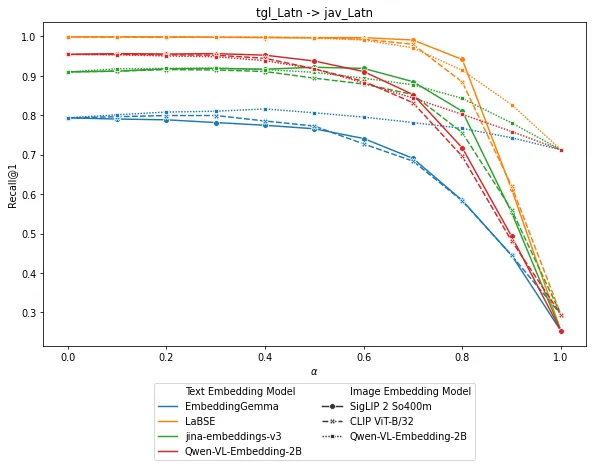 tgl_Latn -> jav_Latn
Recall@1
1.0
0.9
0.8
0.7
0.6
0.5
0.4
0.3
0.0 0.2 0.4 0.6 0.8 1.0
α
Text Embedding Model
EmbeddingGemma
LaBSE
jina-embeddings-v3
Qwen-VL-Embedding-2B
Image Embedding Model
SigLIP 2 So400m
CLIP ViT-B/32
Qwen-VL-Embedding-2B